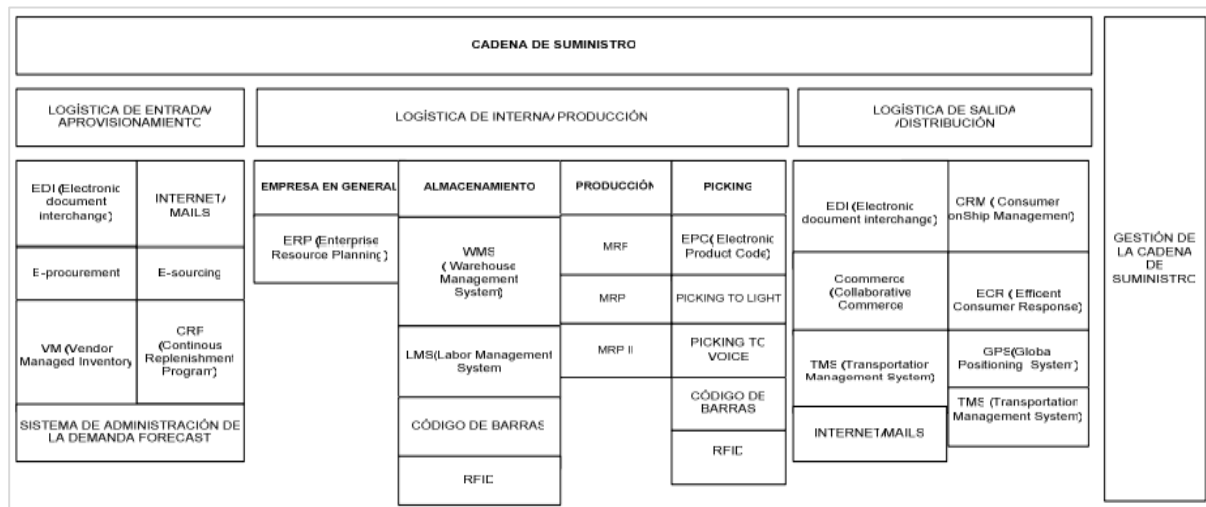 CADENA DE SUMINISTRO
LOGÍSTICA DE ENTRADA/
APROVISIONAMIENTO
LOGÍSTICA DE INTERNA/PRODUCCIÓN
LOGÍSTICA DE SALIDA
/DISTRIBUCIÓN
EDI (Electronic
document
interchange)
INTERNET/
MAILS
E-procurement
E-sourcing
VM (Vendor
Managed Inventory
CRP
(Continous
Replenishment
Program)
SISTEMA DE ADMINISTRACIÓN DE
LA DEMANDA FORECAST
EMPRESA EN GENERAL
ERP (Enterprise
Resource Planning)
ALMACENAMIENTO
WMS
( Warehouse
Management
System)
LMS(Labor Management
System
CÓDIGO DE BARRAS
RFID
PRODUCCIÓN
MRP
MRP
MRP II
PICKING
EPC( Electronic
Product Code)
PICKING TO LIGHT
PICKING TO
VOICE
CÓDIGO DE
BARRAS
RFID
EDI (Electronic
document interchange)
CRM ( Consumer
onShip Management)
Ccommerce
(Collaborative
Commerce
ECR ( Efficent
Consumer Response)
TMS (Transportation
Management System)
GPS(Global
Positioning System)
INTERNET/MAILS
TMS (Transportation
Management System)
GESTIÓN DE
LA CADENA
DE
SUMINISTRO